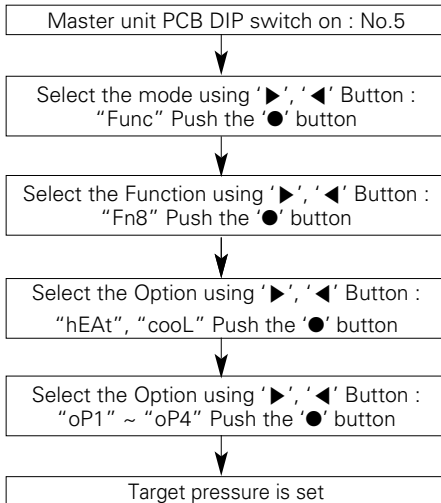 Master unit PCB DIP switch on : No.5
Select the mode using ‘▶’, ‘◀’ Button :
“Func” Push the ‘●’ button
Select the Function using ‘▶’, ‘◀’ Button :
“Fn8” Push the ‘●’ button
Select the Option using ‘▶’, ‘◀’ Button :
“hEAt”, “cooL” Push the ‘●’ button
Select the Option using ‘▶’, ‘◀’ Button :
“oP1” ~ “oP4” Push the ‘●’ button
Target pressure is set